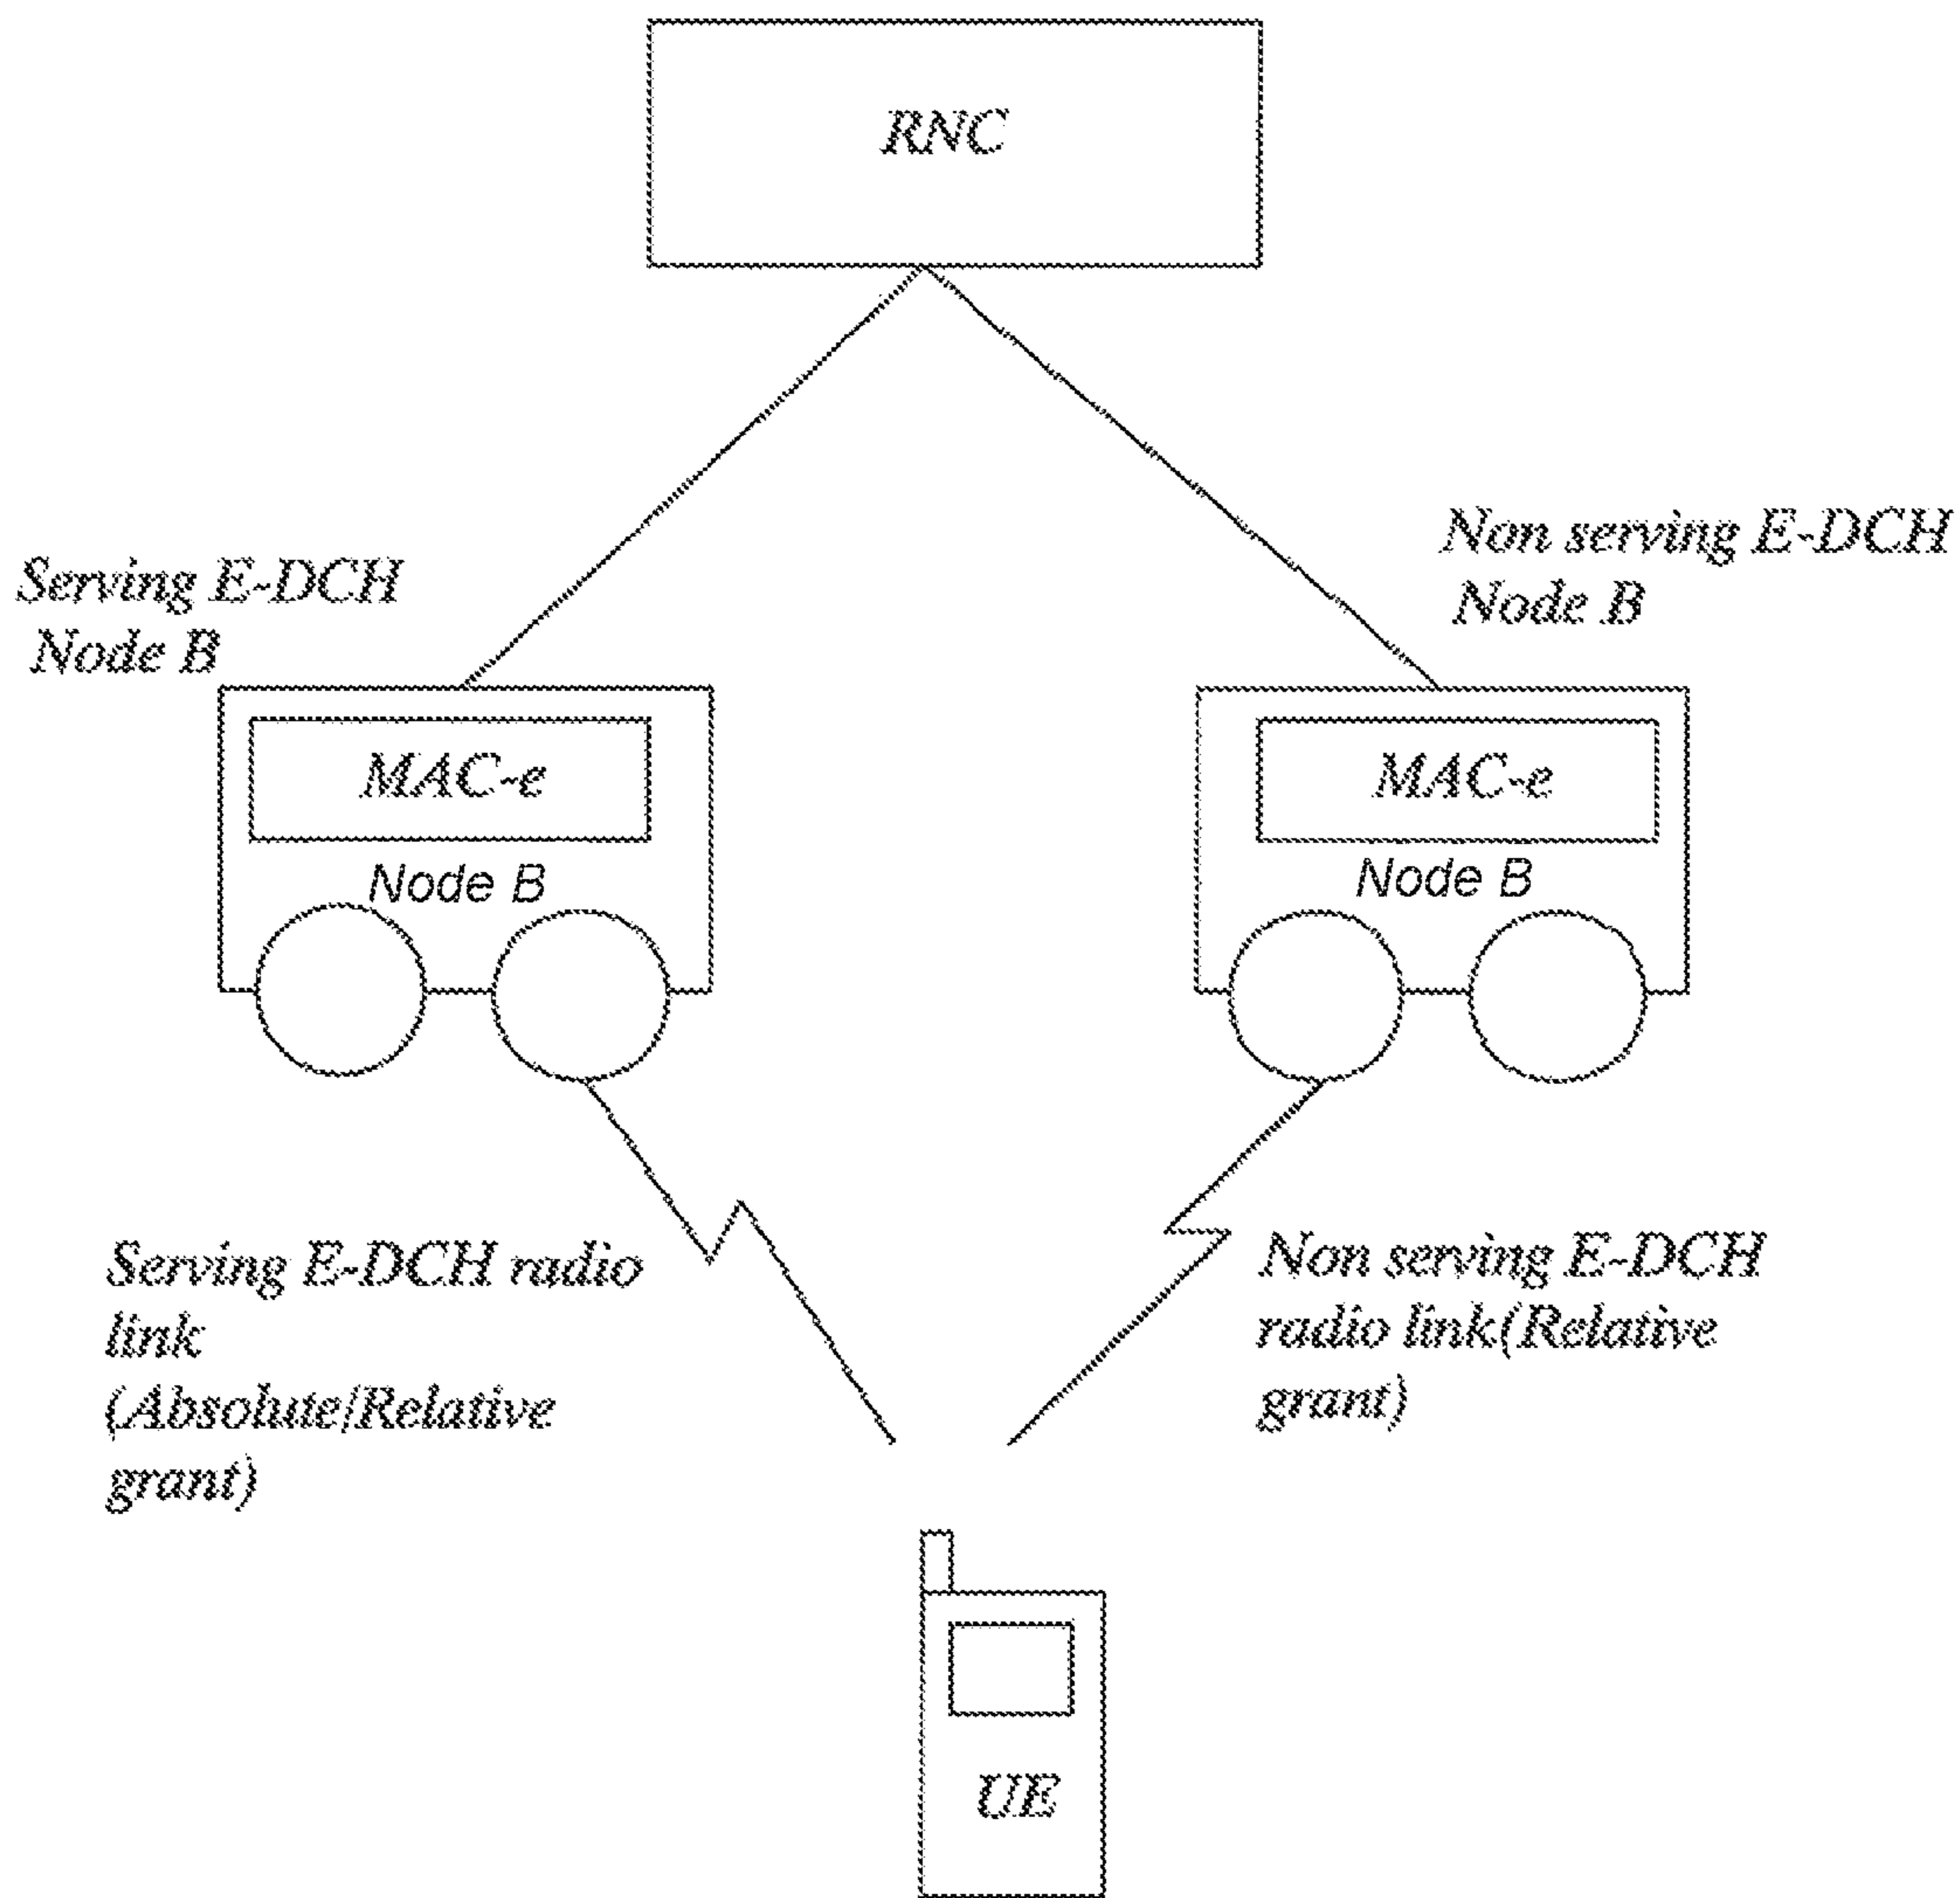 RNC
Serving E-DCH
Node B
Non serving E-DCH
Node B
MAC-e
Node B
MAC-e
Node B
Serving E-DCH radio
link
(Absolute/Relative
grant)
Non serving E-DCH
radio link(Relative
grant)
UE